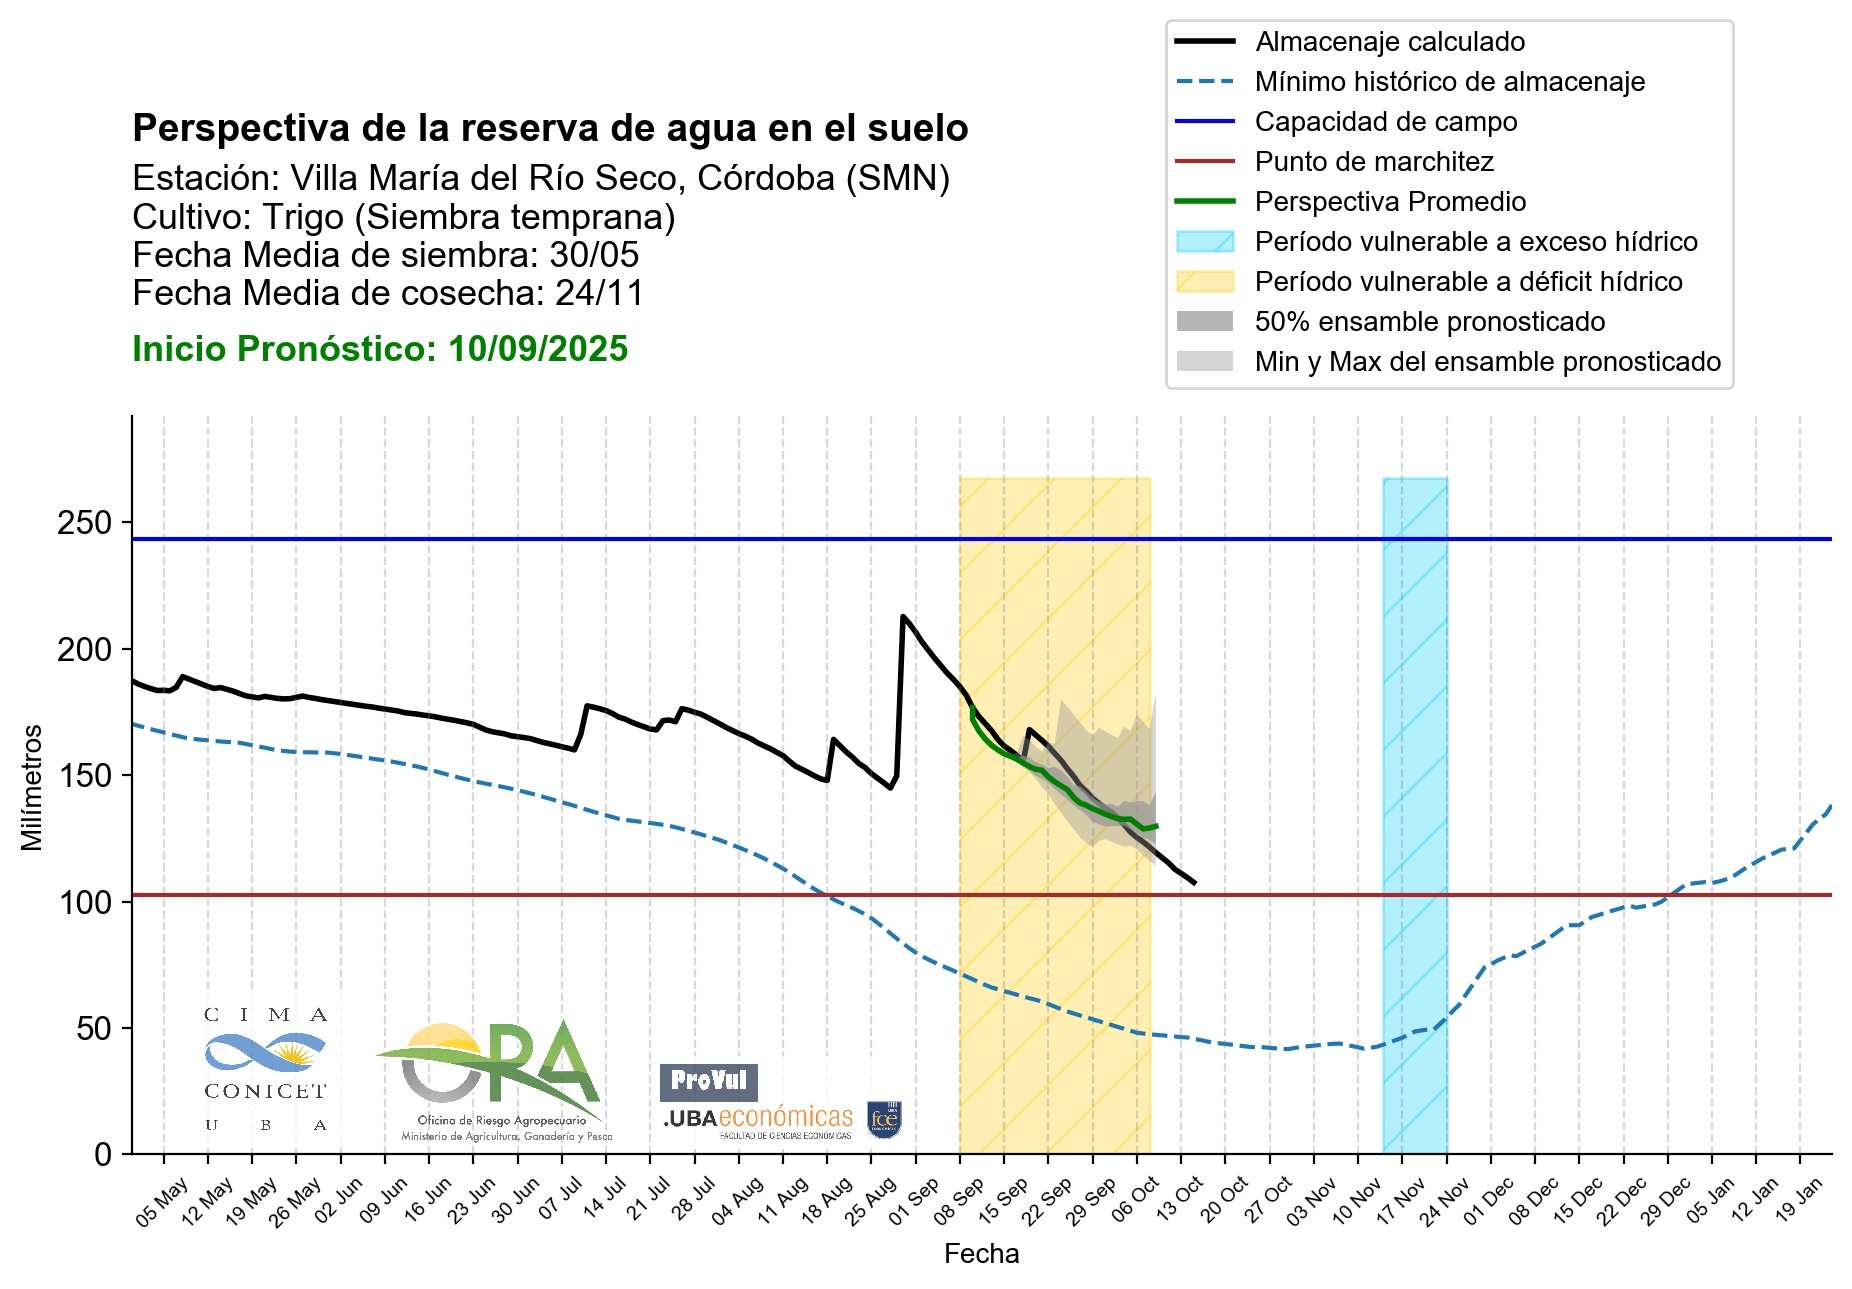 Almacenaje calculado
Mínimo histórico de almacenaje
Capacidad de campo
Punto de marchitez
Perspectiva Promedio
Período vulnerable a exceso hídrico
Período vulnerable a déficit hídrico
50% ensamble pronosticado
Min y Max del ensamble pronosticado
Perspectiva de la reserva de agua en el suelo
Estación: Villa María del Río Seco, Córdoba (SMN)
Cultivo: Trigo (Siembra temprana)
Fecha Media de siembra: 30/05
Fecha Media de cosecha: 24/11
Inicio Pronóstico: 10/09/2025
Milímetros
250
200
150
100
50
0
CIMA
CONICET
UBA
ORA
Oficina de Riesgo Agropecuario
Ministerio de Agricultura, Ganadería y Pesca
ProVul
.UBAeconómicas
FACULTAD DE CIENCIAS ECONÓMICAS
fce
05 May
12 May
19 May
26 May
02 Jun
09 Jun
16 Jun
23 Jun
30 Jun
07 Jul
14 Jul
21 Jul
28 Jul
04 Aug
11 Aug
18 Aug
25 Aug
01 Sep
08 Sep
15 Sep
22 Sep
29 Sep
06 Oct
13 Oct
20 Oct
27 Oct
03 Nov
10 Nov
17 Nov
24 Nov
01 Dec
08 Dec
15 Dec
22 Dec
29 Dec
05 Jan
12 Jan
19 Jan
Fecha